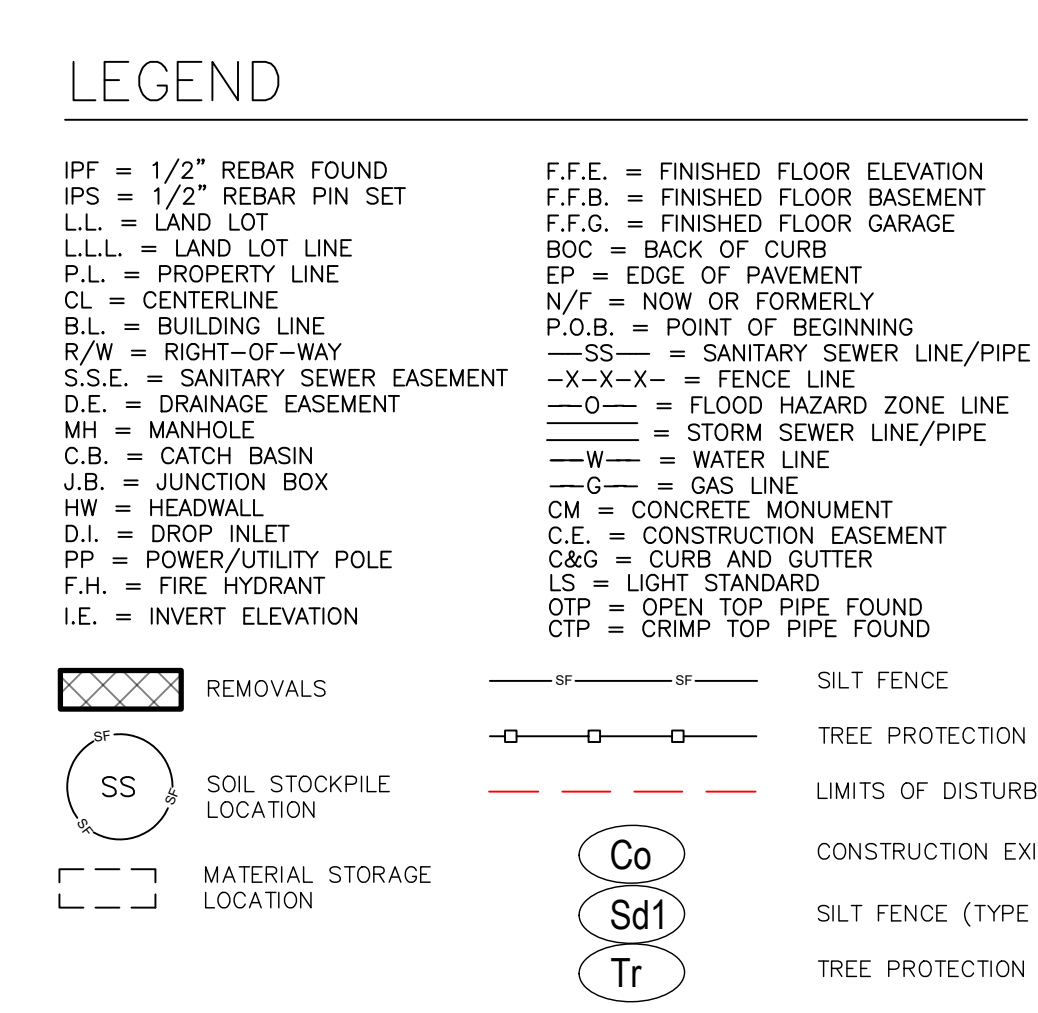 LEGEND
IPF = 1/2" REBAR FOUND
IPS = 1/2" REBAR PIN SET
L.L. = LAND LOT
L.L.L. = LAND LOT LINE
P.L. = PROPERTY LINE
CL = CENTERLINE
B.L. = BUILDING LINE
R/W = RIGHT-OF-WAY
S.S.E. = SANITARY SEWER EASEMENT
D.E. = DRAINAGE EASEMENT
MH = MANHOLE
C.B. = CATCH BASIN
J.B. = JUNCTION BOX
HW = HEADWALL
D.I. = DROP INLET
PP = POWER/UTILITY POLE
F.H. = FIRE HYDRANT
I.E. = INVERT ELEVATION
F.F.E. = FINISHED FLOOR ELEVATION
F.F.B. = FINISHED FLOOR BASEMENT
F.F.G. = FINISHED FLOOR GARAGE
BOC = BACK OF CURB
EP = EDGE OF PAVEMENT
N/F = NOW OR FORMERLY
P.O.B. = POINT OF BEGINNING
—SS— = SANITARY SEWER LINE/PIPE
-X-X-X- = FENCE LINE
—O— = FLOOD HAZARD ZONE LINE
= STORM SEWER LINE/PIPE
—W— = WATER LINE
—G— = GAS LINE
CM = CONCRETE MONUMENT
C.E. = CONSTRUCTION EASEMENT
C&G = CURB AND GUTTER
LS = LIGHT STANDARD
OTP = OPEN TOP PIPE FOUND
CTP = CRIMP TOP PIPE FOUND
REMOVALS
SF
SS
SF
SF
SOIL STOCKPILE
LOCATION
MATERIAL STORAGE
LOCATION
SF SF SILT FENCE
TREE PROTECTION
LIMITS OF DISTURB
Co CONSTRUCTION EXI
Sd1 SILT FENCE (TYPE
Tr TREE PROTECTION